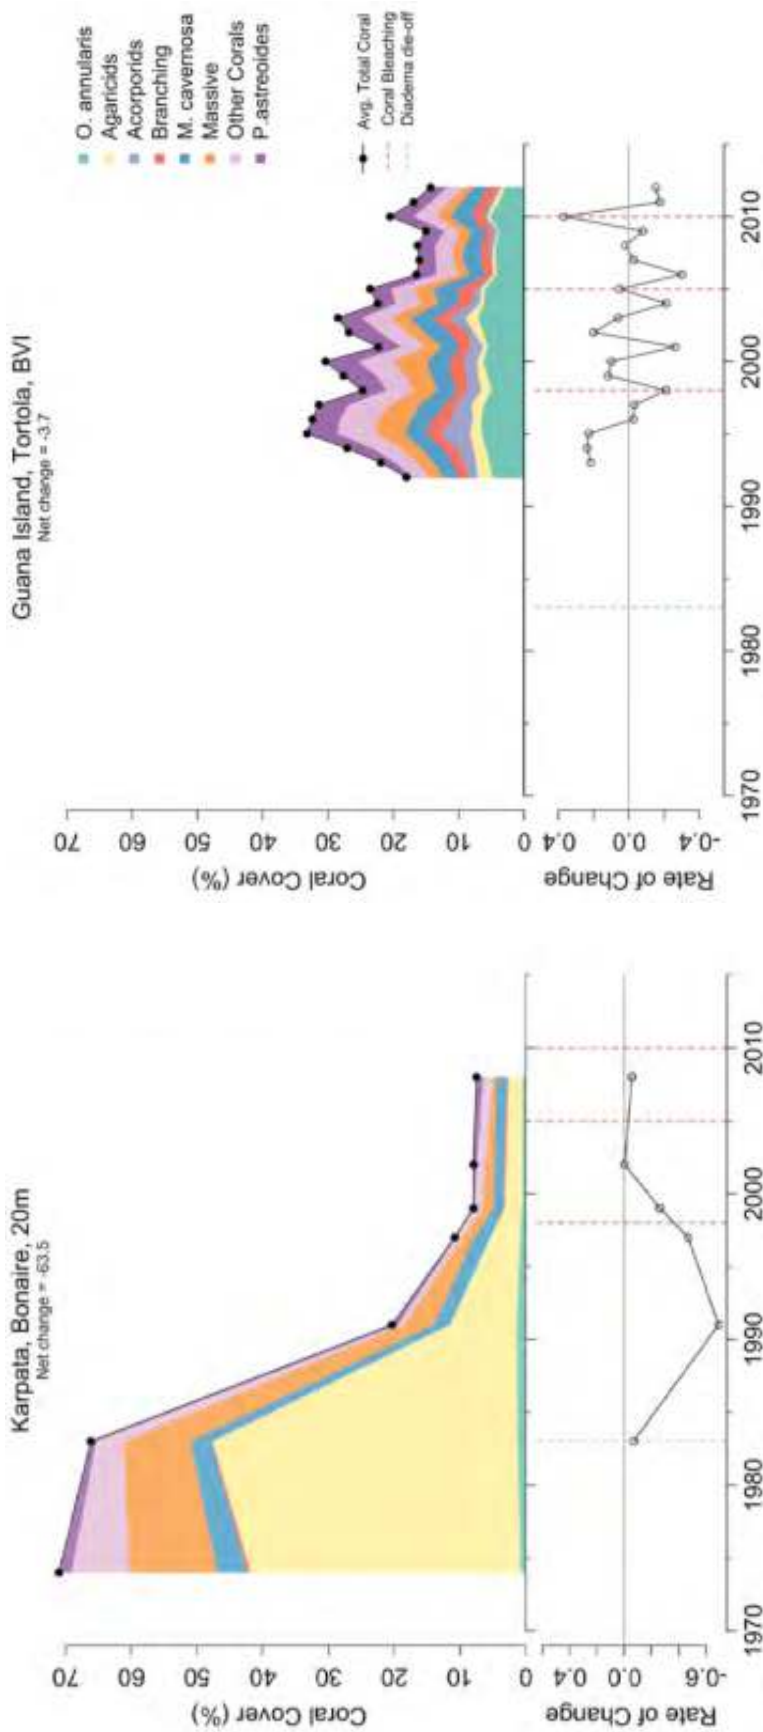 Karpata, Bonaire, 20m
Net change = -63.5
Coral Cover (%)
70
60
50
40
30
20
10
0
Rate of Change
0.4
0.0
-0.6
1970
1980
1990
2000
2010
Guana Island, Tortola, BVI
Net change = -3.7
Coral Cover (%)
70
60
50
40
30
20
10
0
Rate of Change
0.4
0.0
-0.4
1970
1980
1990
2000
2010
O. annularis
Agaricids
Acorporids
Branching
M. cavernosa
Massive
Other Corals
P.astreoides
Avg. Total Coral
Coral Bleaching
Diadema die-off